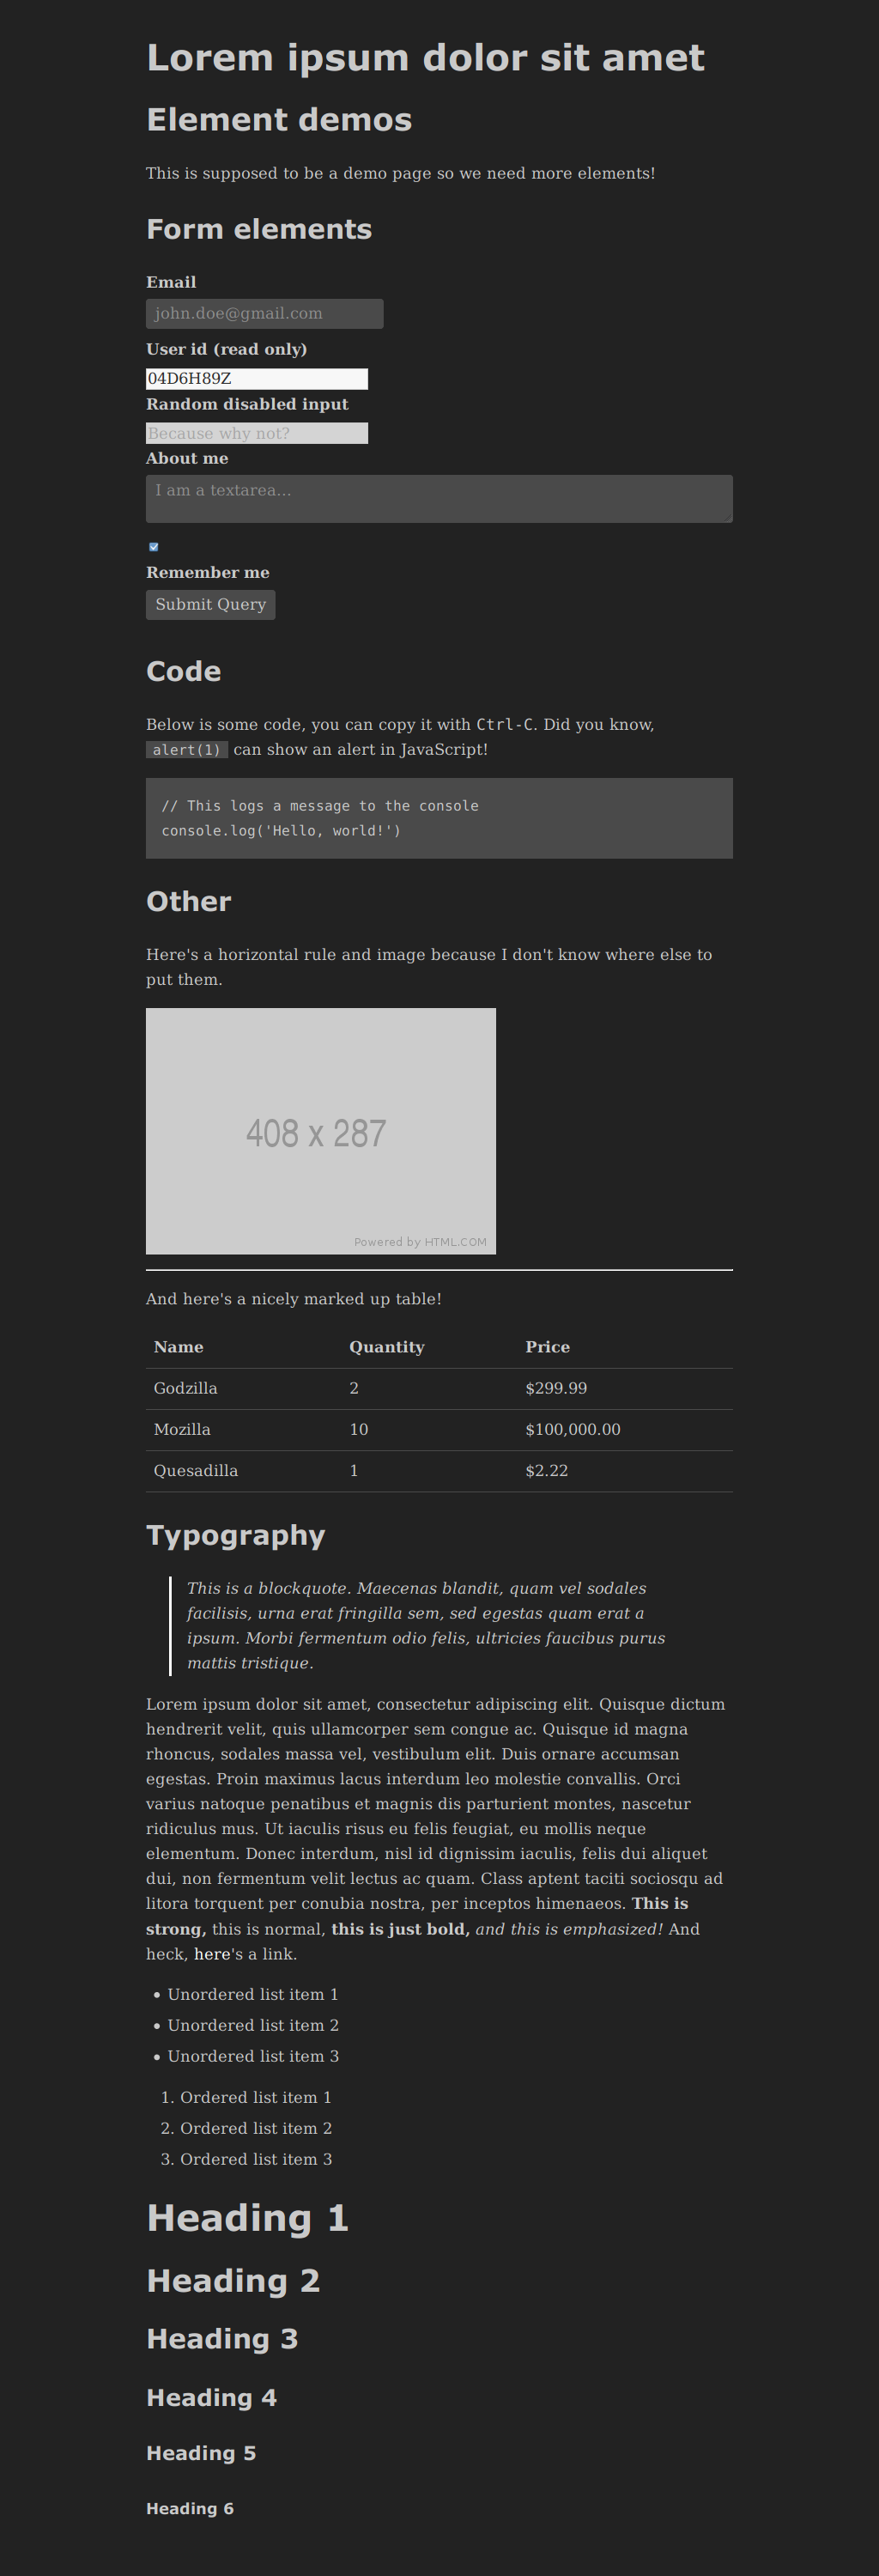 Lorem ipsum dolor sit amet
Element demos
This is supposed to be a demo page so we need more elements!
Form elements
Email
john.doe@gmail.com
User id (read only)
04D6H89Z
Random disabled input
Because why not?
About me
I am a textarea...
Remember me
Submit Query
Code
Below is some code, you can copy it with Ctrl-C. Did you know,
alert(1) can show an alert in JavaScript!
// This logs a message to the console
console.log('Hello, world!')
Other
Here's a horizontal rule and image because I don't know where else to
put them.
408 x 287
Powered by HTML.COM
And here's a nicely marked up table!
Name Quantity Price
Godzilla 2 $299.99
Mozilla 10 $100,000.00
Quesadilla 1 $2.22
Typography
This is a blockquote. Maecenas blandit, quam vel sodales
facilisis, urna erat fringilla sem, sed egestas quam erat a
ipsum. Morbi fermentum odio felis, ultricies faucibus purus
mattis tristique.
Lorem ipsum dolor sit amet, consectetur adipiscing elit. Quisque dictum
hendrerit velit, quis ullamcorper sem congue ac. Quisque id magna
rhoncus, sodales massa vel, vestibulum elit. Duis ornare accumsan
egestas. Proin maximus lacus interdum leo molestie convallis. Orci
varius natoque penatibus et magnis dis parturient montes, nascetur
ridiculus mus. Ut iaculis risus eu felis feugiat, eu mollis neque
elementum. Donec interdum, nisl id dignissim iaculis, felis dui aliquet
dui, non fermentum velit lectus ac quam. Class aptent taciti sociosqu ad
litora torquent per conubia nostra, per inceptos himenaeos. This is
strong, this is normal, this is just bold, and this is emphasized! And
heck, here's a link.
• Unordered list item 1
• Unordered list item 2
• Unordered list item 3
1. Ordered list item 1
2. Ordered list item 2
3. Ordered list item 3
Heading 1
Heading 2
Heading 3
Heading 4
Heading 5
Heading 6